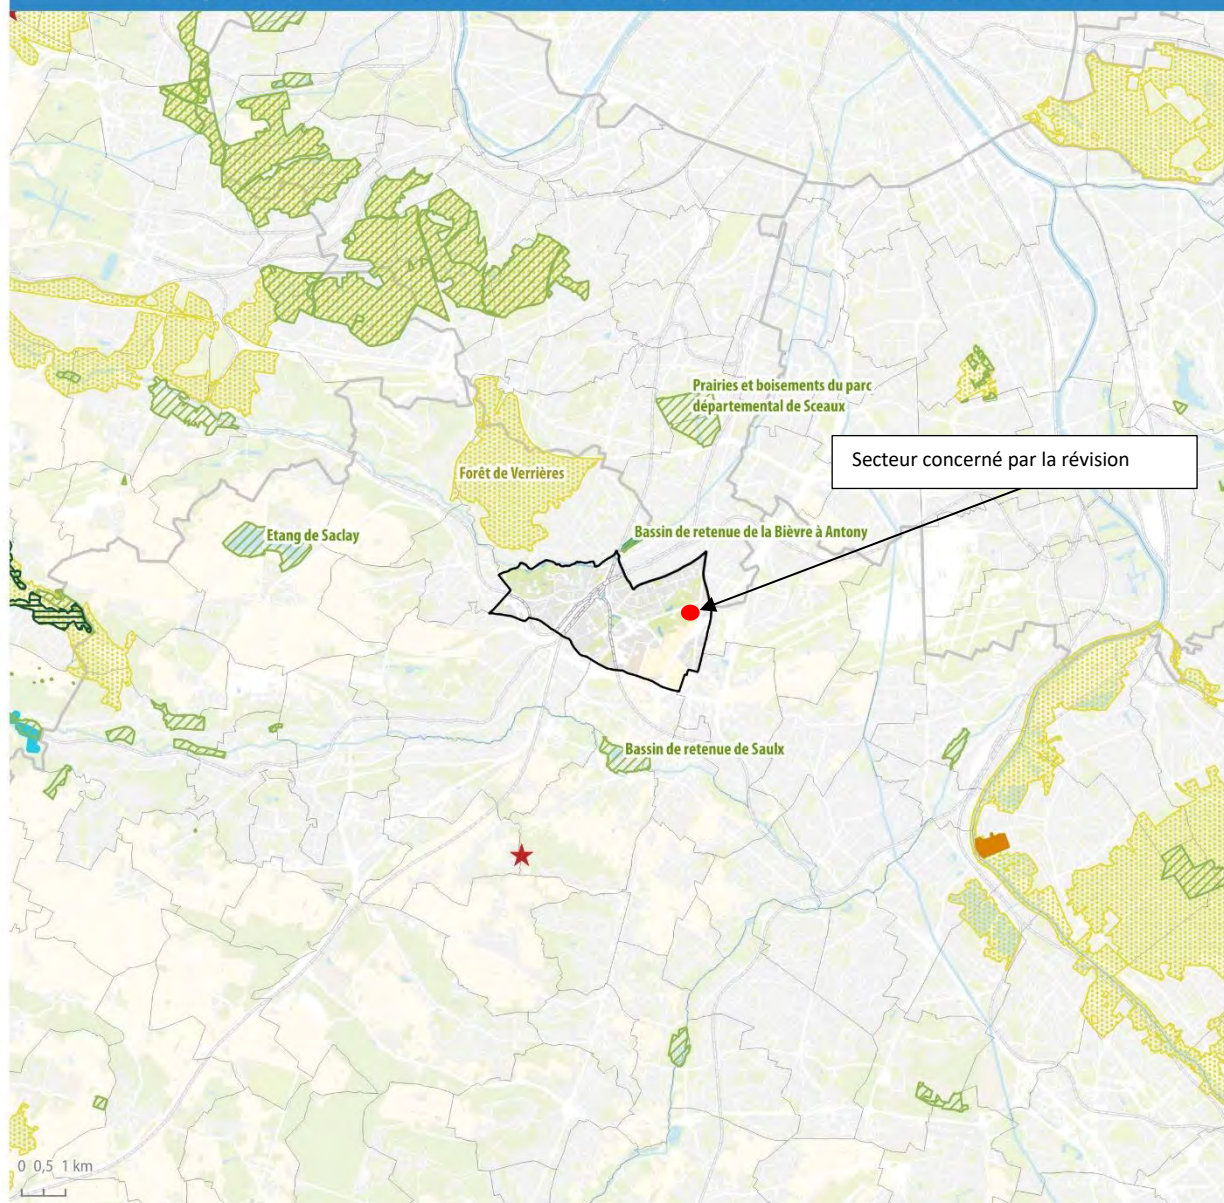 Prairies et boisements du parc
départemental de Sceaux
Secteur concerné par la révision
Forêt de Verrières
Etang de Saclay
Bassin de retenue de la Bièvre à Antony
Bassin de retenue de Saulx
0 0,5 1 km